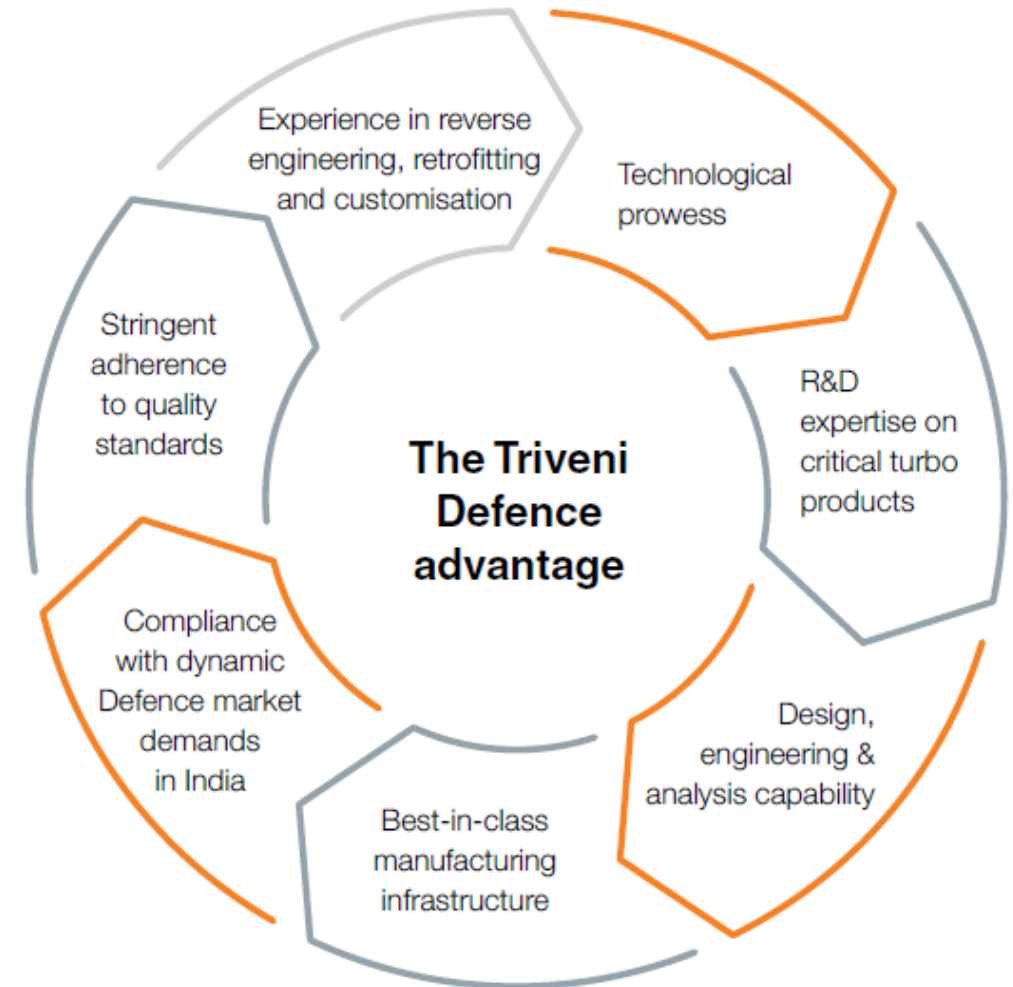 The Triveni
Defence
advantage
Experience in reverse
engineering, retrofitting
and customisation
Technological
prowess
R&D
expertise on
critical turbo
products
Design,
engineering &
analysis capability
Best-in-class
manufacturing
infrastructure
Compliance
with dynamic
Defence market
demands
in India
Stringent
adherence
to quality
standards